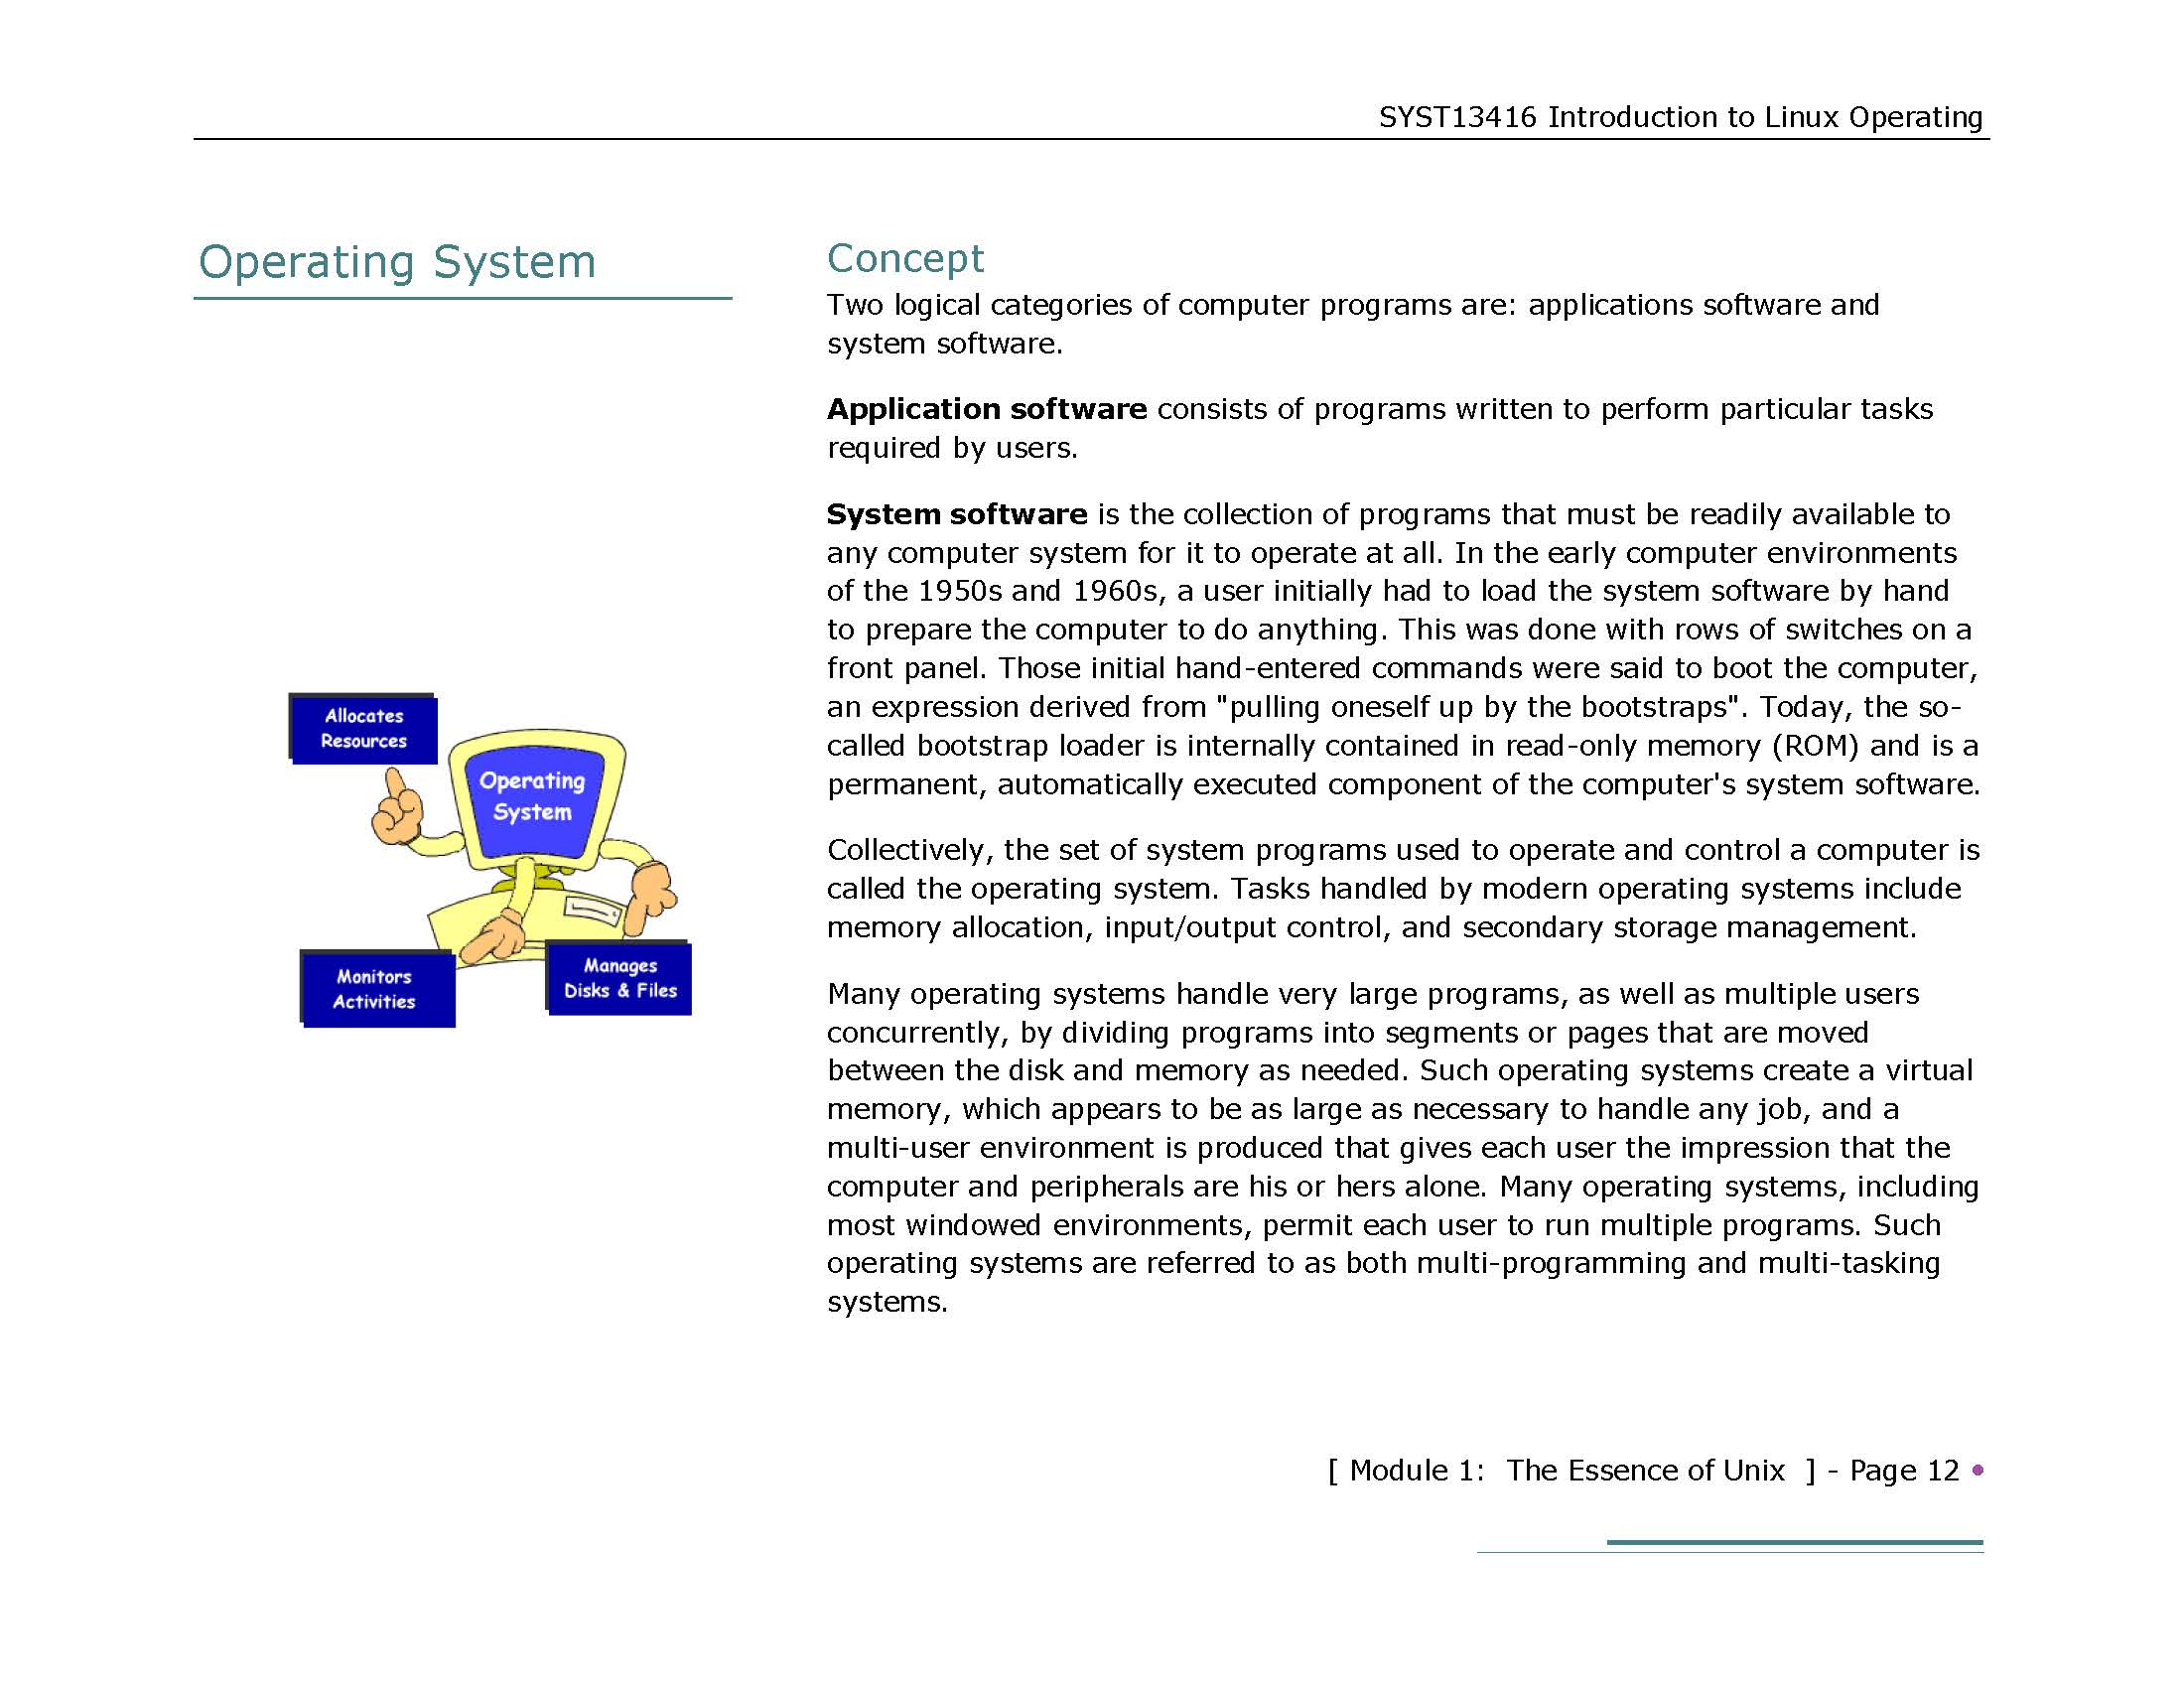 SYST13416 Introduction to Linux Operating
Operating System
Allocates
Resources
Operating
System
Monitors
Activities
Manages
Disks & Files
Concept
Two logical categories of computer programs are: applications software and
system software.
Application software consists of programs written to perform particular tasks
required by users.
System software is the collection of programs that must be readily available to
any computer system for it to operate at all. In the early computer environments
of the 1950s and 1960s, a user initially had to load the system software by hand
to prepare the computer to do anything. This was done with rows of switches on a
front panel. Those initial hand-entered commands were said to boot the computer,
an expression derived from "pulling oneself up by the bootstraps". Today, the so-
called bootstrap loader is internally contained in read-only memory (ROM) and is a
permanent, automatically executed component of the computer's system software.
Collectively, the set of system programs used to operate and control a computer is
called the operating system. Tasks handled by modern operating systems include
memory allocation, input/output control, and secondary storage management.
Many operating systems handle very large programs, as well as multiple users
concurrently, by dividing programs into segments or pages that are moved
between the disk and memory as needed. Such operating systems create a virtual
memory, which appears to be as large as necessary to handle any job, and a
multi-user environment is produced that gives each user the impression that the
computer and peripherals are his or hers alone. Many operating systems, including
most windowed environments, permit each user to run multiple programs. Such
operating systems are referred to as both multi-programming and multi-tasking
systems.
[ Module 1:  The Essence of Unix  ] - Page 12 •